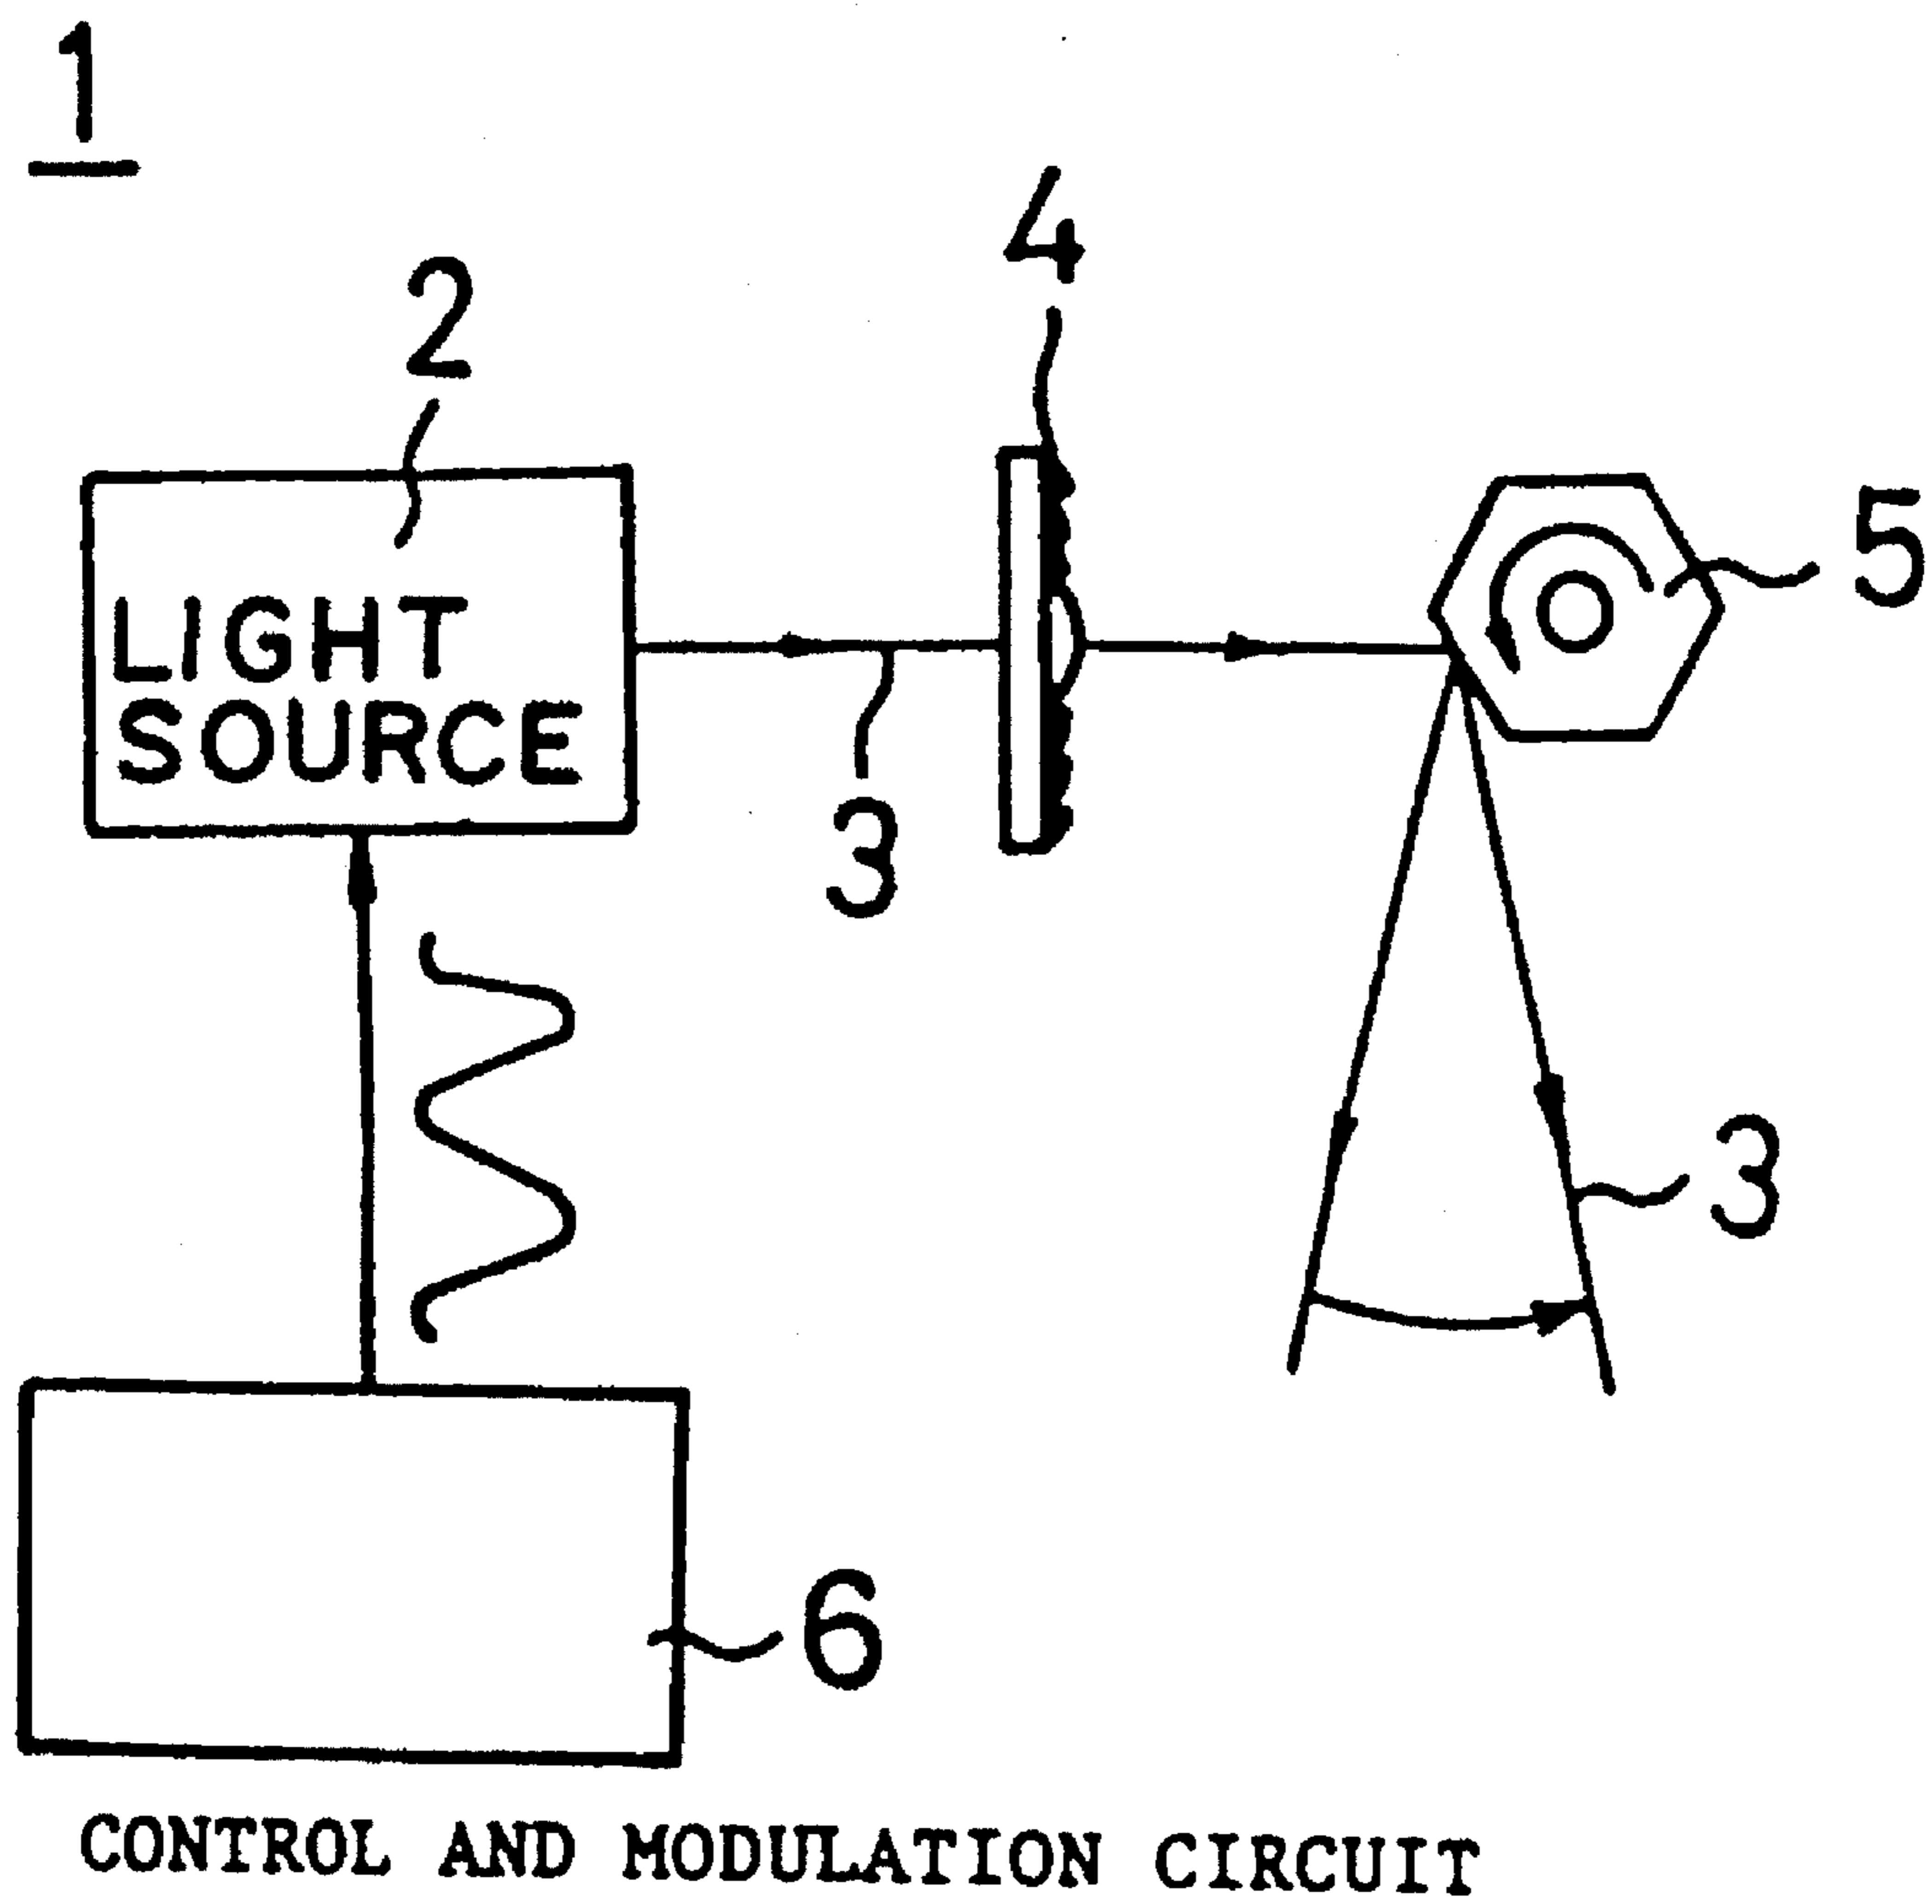 1
2
4
5
LIGHT
SOURCE
3
3
6
CONTROL AND MODULATION CIRCUIT